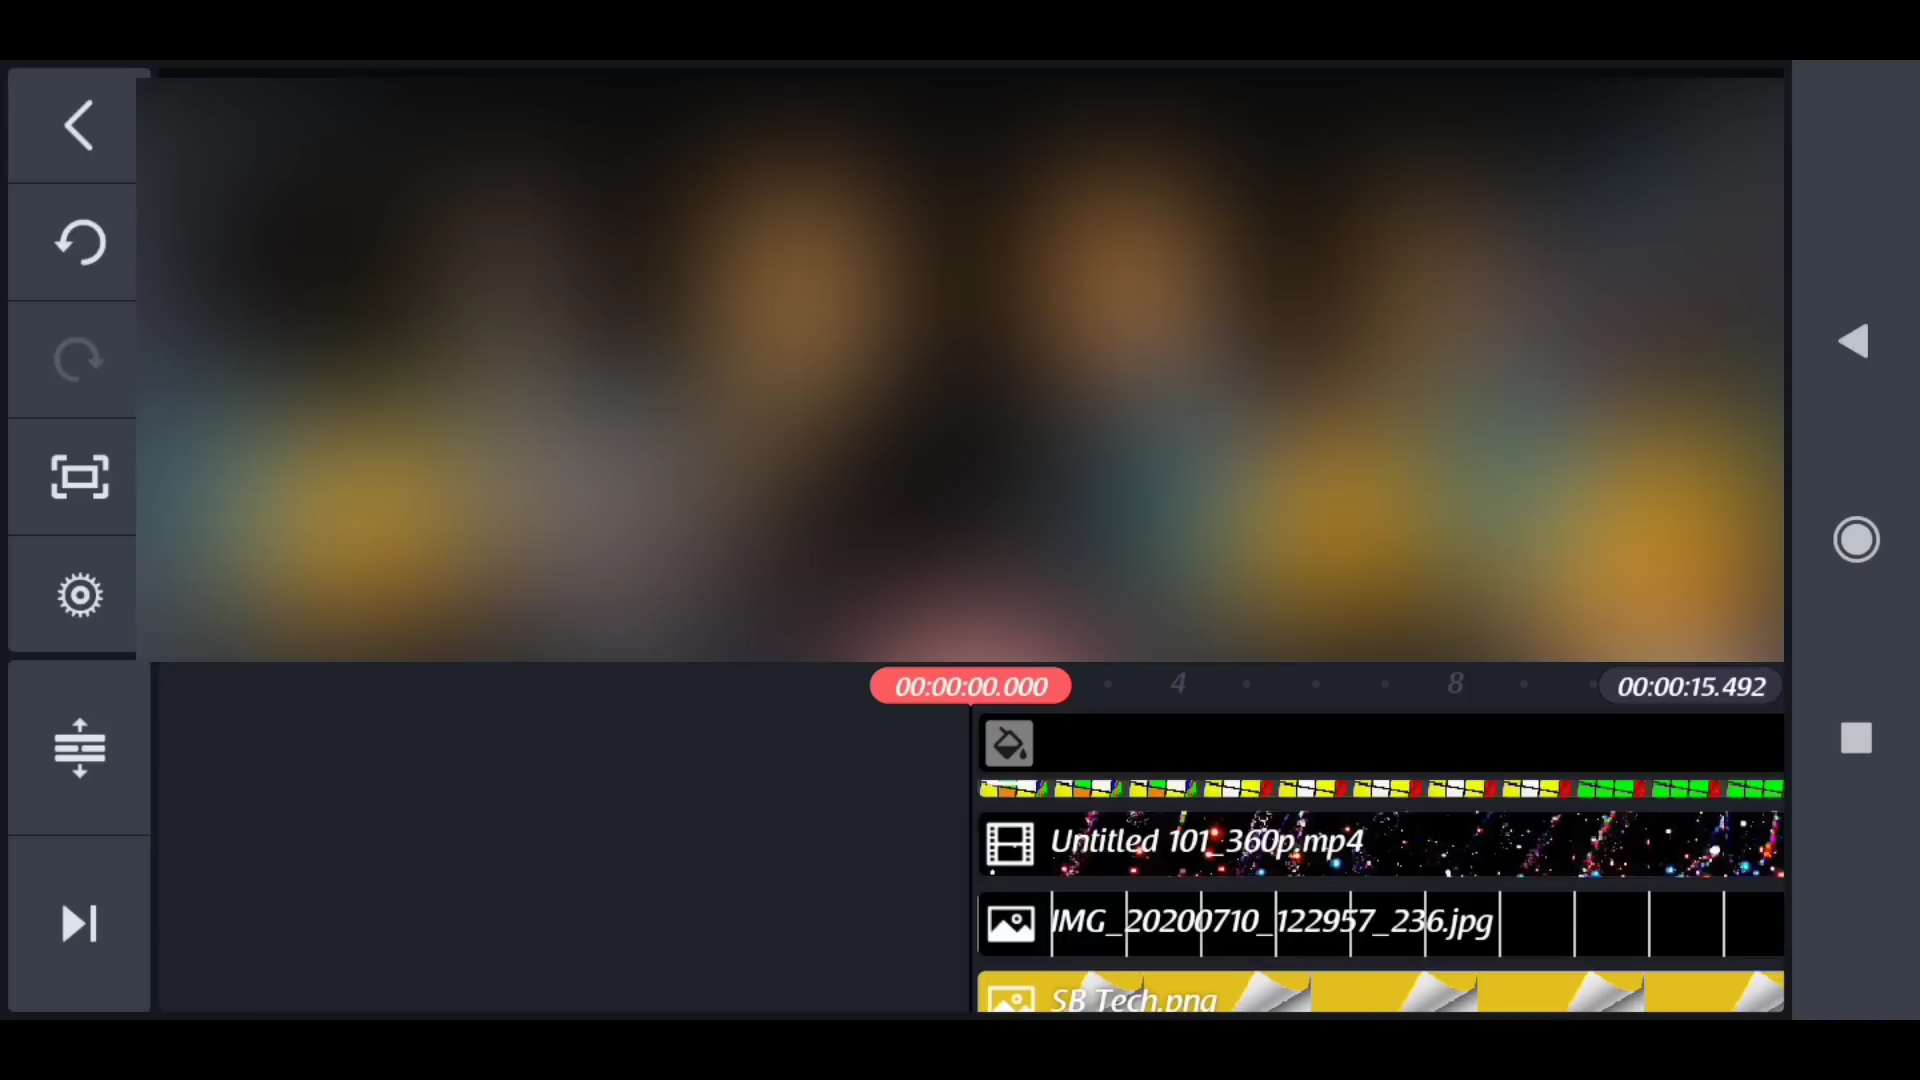 00:00:00.000
4
8
00:00:15.492
Untitled 101_360p.mp4
IMG_20200710_122957_236.jpg
SB Tech.png